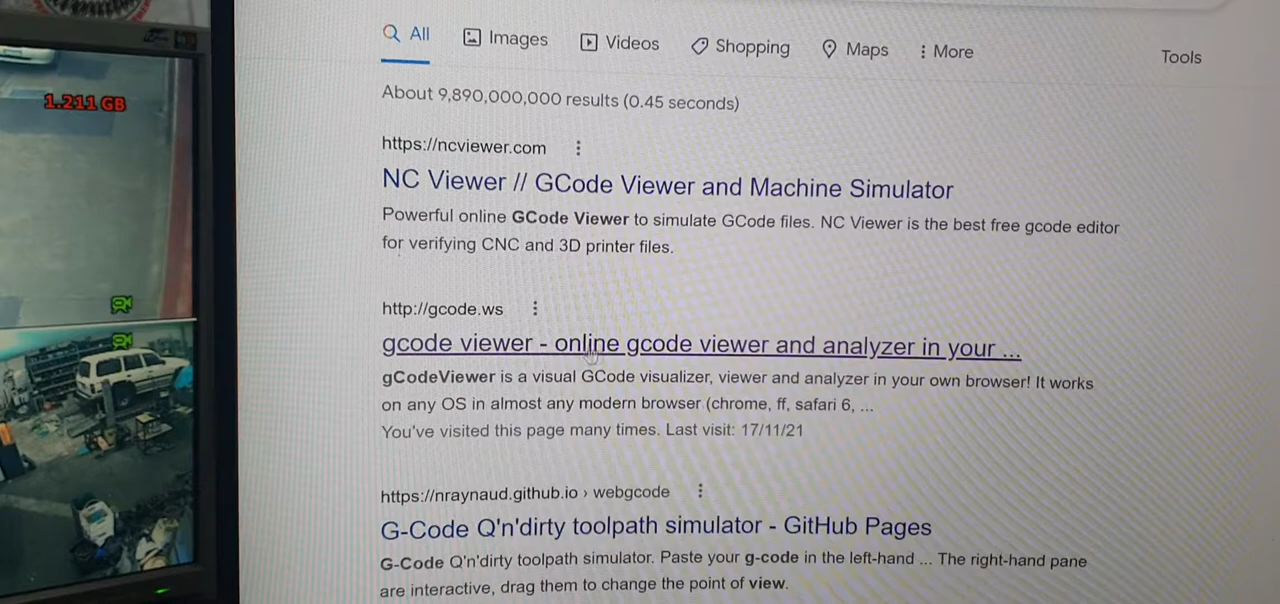 1.211 GB
All
Images
Videos
Shopping
Maps
More
Tools
About 9,890,000,000 results (0.45 seconds)
https://ncviewer.com
NC Viewer // GCode Viewer and Machine Simulator
Powerful online GCode Viewer to simulate GCode files. NC Viewer is the best free gcode editor
for verifying CNC and 3D printer files.
http://gcode.ws
gcode viewer - online gcode viewer and analyzer in your ...
gCodeViewer is a visual GCode visualizer, viewer and analyzer in your own browser! It works
on any OS in almost any modern browser (chrome, ff, safari 6, ...
You've visited this page many times. Last visit: 17/11/21
https://nraynaud.github.io › webgcode
G-Code Q'n'dirty toolpath simulator - GitHub Pages
G-Code Q'n'dirty toolpath simulator. Paste your g-code in the left-hand ... The right-hand pane
are interactive, drag them to change the point of view.